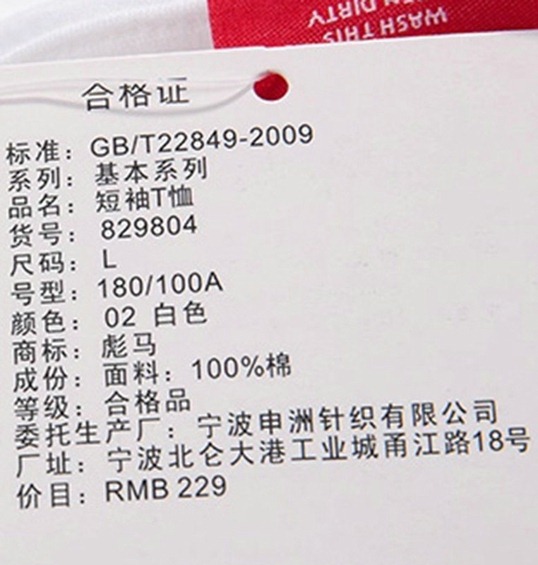 WASH THIS
WHEN DIRTY
合格证
标准：GB/T22849-2009
系列：基本系列
品名：短袖T恤
货号：829804
尺码：L
号型：180/100A
颜色：02 白色
商标：彪马
成份：面料：100%棉
等级：合格品
委托生产厂：宁波申洲针织有限公司
厂址：宁波北仑大港工业城甬江路18号
价目：RMB 229